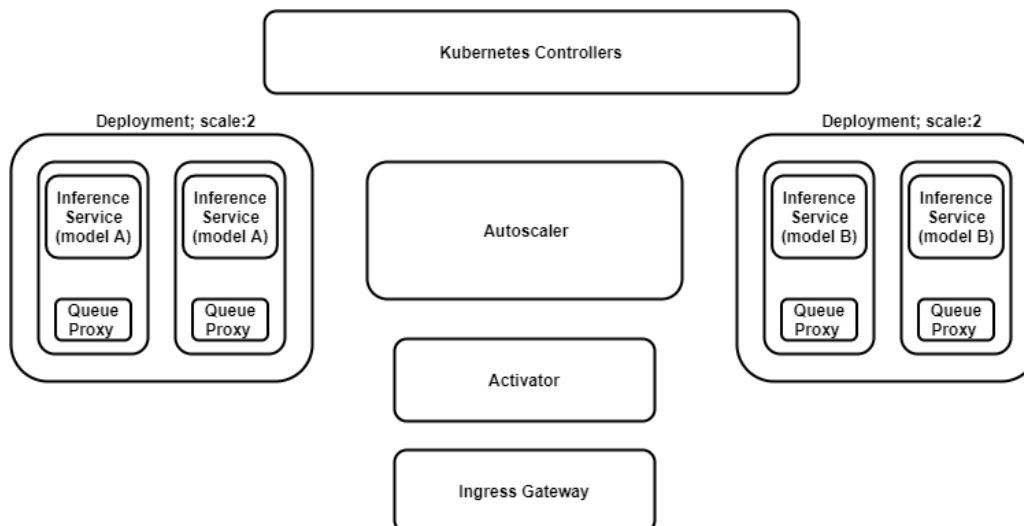 Kubernetes Controllers
Deployment; scale:2
Inference
Service
(model A)
Queue
Proxy
Inference
Service
(model A)
Queue
Proxy
Autoscaler
Activator
Ingress Gateway
Deployment; scale:2
Inference
Service
(model B)
Queue
Proxy
Inference
Service
(model B)
Queue
Proxy